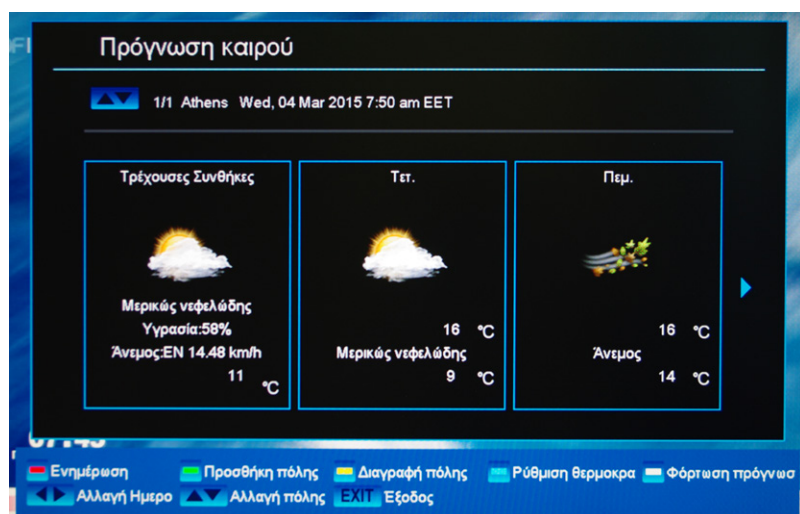 Πρόγνωση καιρού
1/1 Athens Wed, 04 Mar 2015 7:50 am EET
Τρέχουσες Συνθήκες
Μερικώς νεφελώδης
Υγρασία:58%
Άνεμος:EN 14.48 km/h
11 °C
Τετ.
16 °C
Μερικώς νεφελώδης
9 °C
Πεμ.
16 °C
Άνεμος
14 °C
Ενημέρωση Προσθήκη πόλης Διαγραφή πόλης Ρύθμιση θερμοκρα Φόρτωση πρόγνωσ
Αλλαγή Ημερο Αλλαγή πόλης EXIT Έξοδος